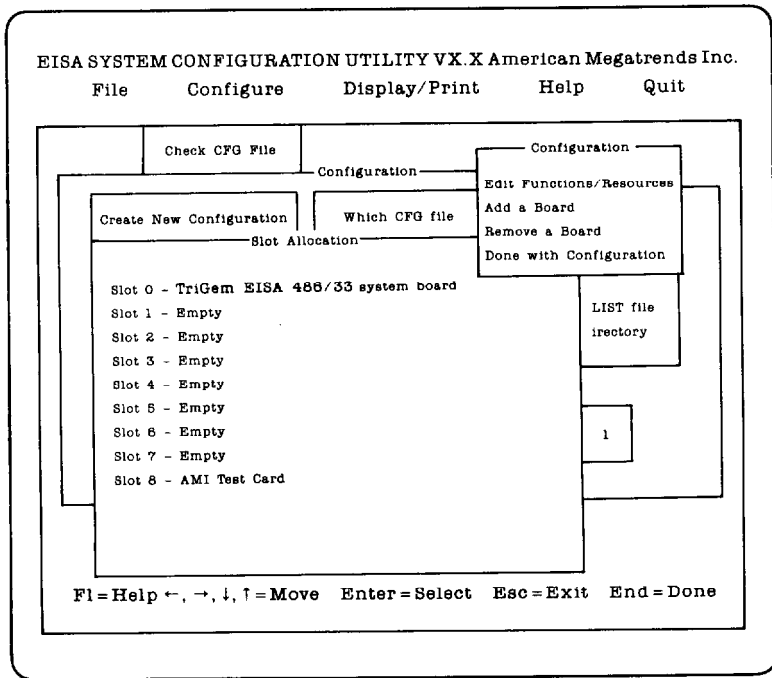 EISA SYSTEM CONFIGURATION UTILITY VX.X American Megatrends Inc.
File Configure Display/Print Help Quit
Check CFG File
Configuration
Configuration
Edit Functions/Resources
Add a Board
Remove a Board
Done with Configuration
Create New Configuration
Which CFG file
Slot Allocation
Slot 0 - TriGem EISA 486/33 system board
Slot 1 - Empty
Slot 2 - Empty
Slot 3 - Empty
Slot 4 - Empty
Slot 5 - Empty
Slot 6 - Empty
Slot 7 - Empty
Slot 8 - AMI Test Card
LIST file
irectory
1
F1=Help ←, →, ↓, ↑=Move Enter=Select Esc=Exit End=Done